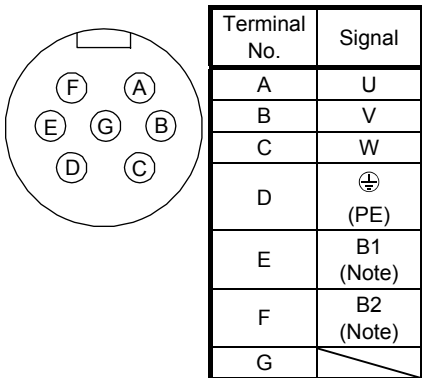 F A
E G B
D C
Terminal No. Signal
A U
B V
C W
D ⏚ (PE)
E B1 (Note)
F B2 (Note)
G